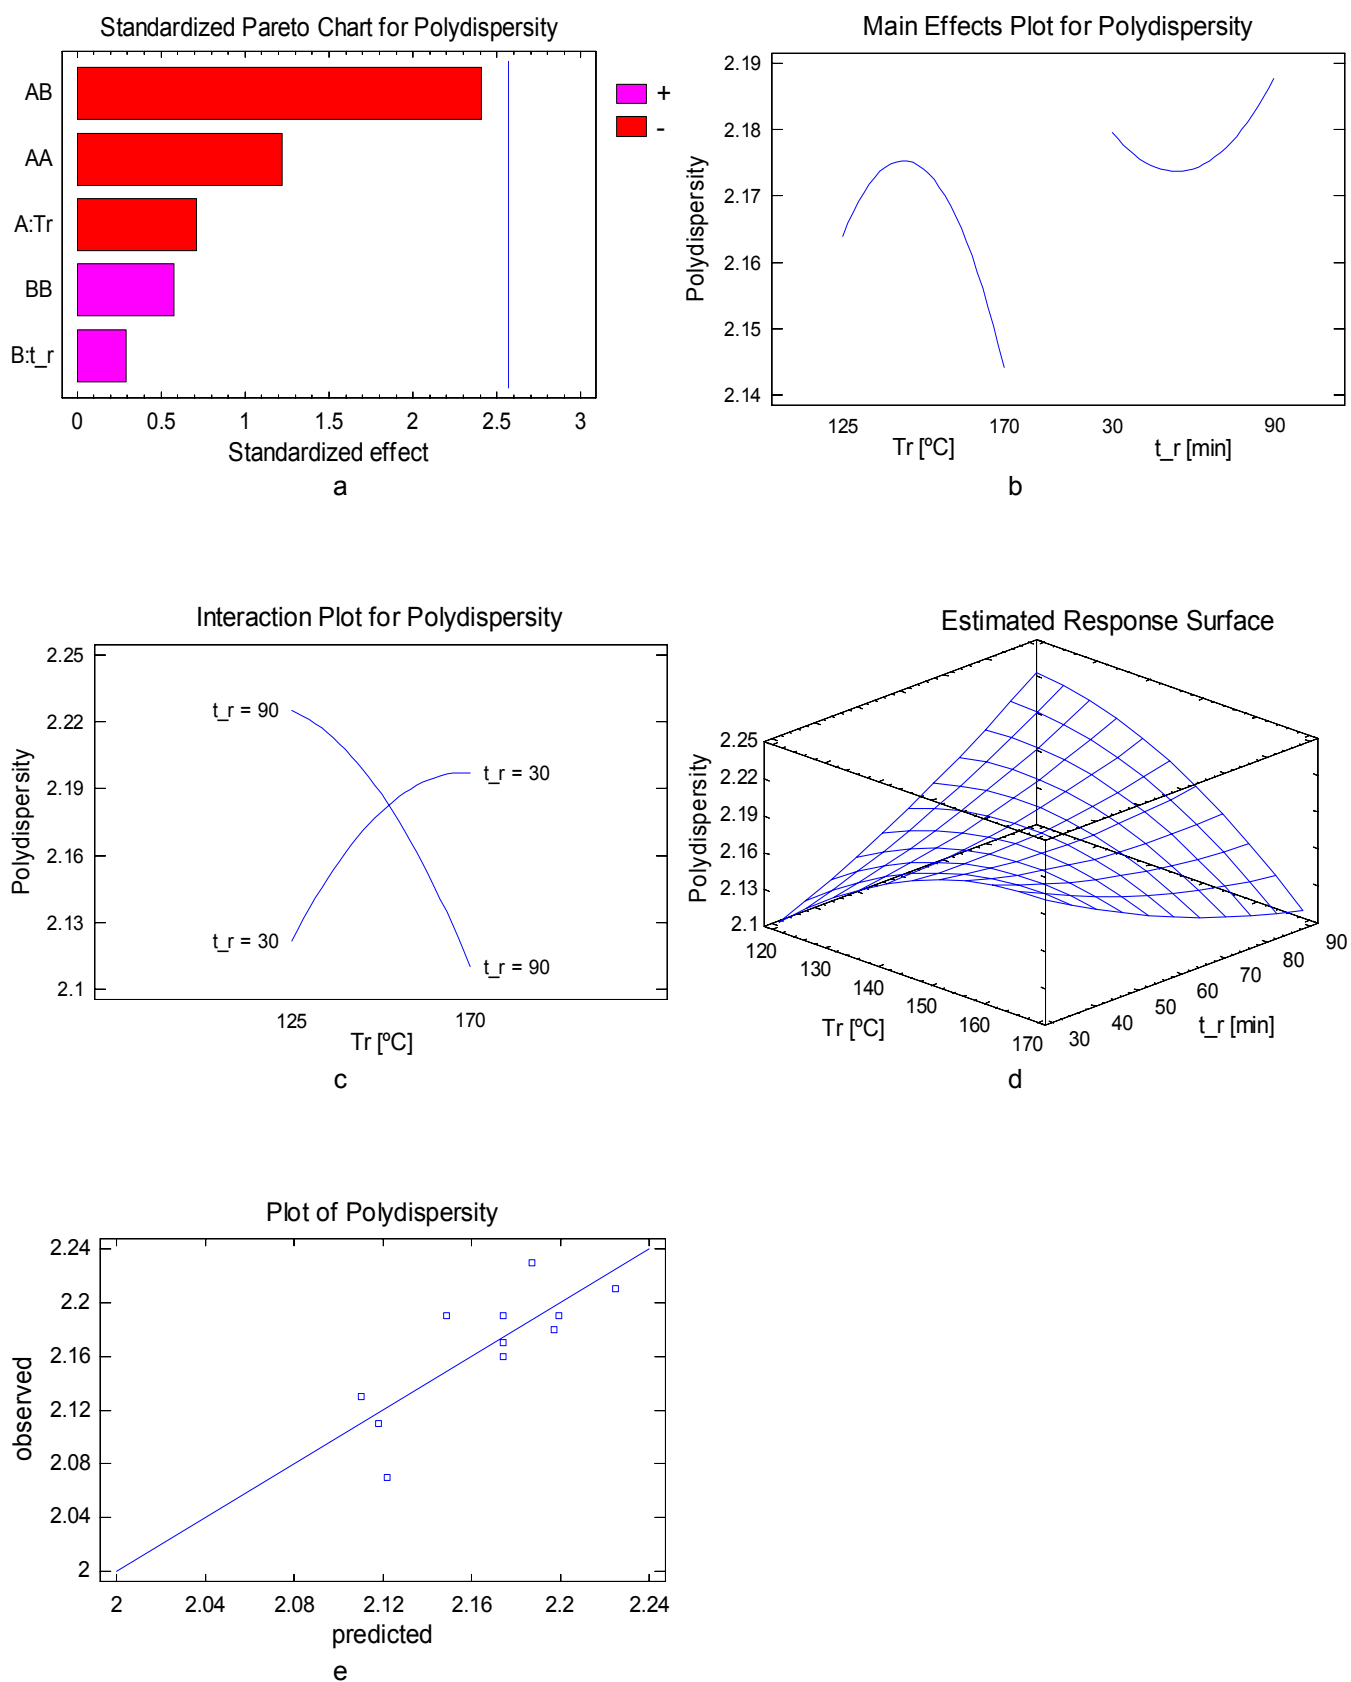 Standardized Pareto Chart for Polydispersity
AB
AA
A:Tr
BB
B:t_r
+
-
0 0.5 1 1.5 2 2.5 3
Standardized effect
a
Main Effects Plot for Polydispersity
Polydispersity
2.19
2.18
2.17
2.16
2.15
2.14
125 170 30 90
Tr [ºC] t_r [min]
b
Interaction Plot for Polydispersity
Polydispersity
2.25
2.22
2.19
2.16
2.13
2.1
t_r = 90
t_r = 30
t_r = 30
t_r = 90
125 170
Tr [ºC]
c
Estimated Response Surface
Polydispersity
2.25
2.22
2.19
2.16
2.13
2.1
120 130 140 150 160 170
Tr [ºC]
30 40 50 60 70 80 90
t_r [min]
d
Plot of Polydispersity
observed
2.24
2.2
2.16
2.12
2.08
2.04
2
2 2.04 2.08 2.12 2.16 2.2 2.24
predicted
e